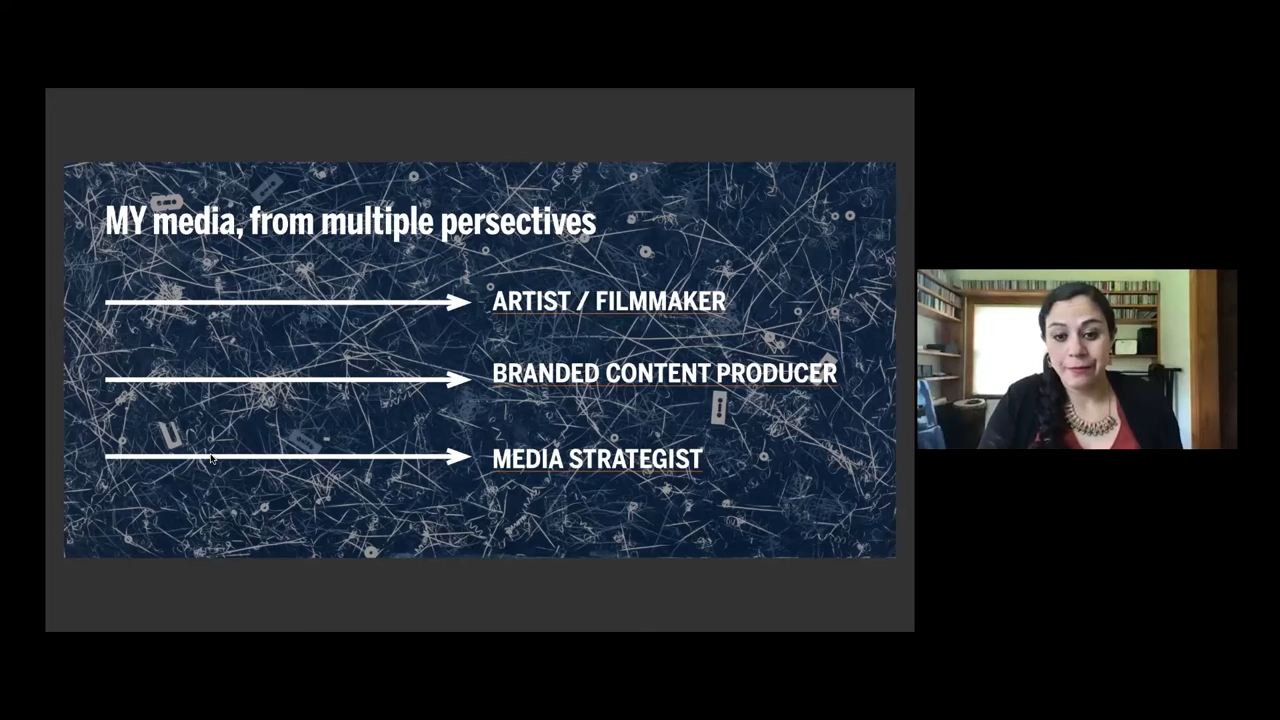 MY media, from multiple persectives
ARTIST / FILMMAKER
BRANDED CONTENT PRODUCER
MEDIA STRATEGIST